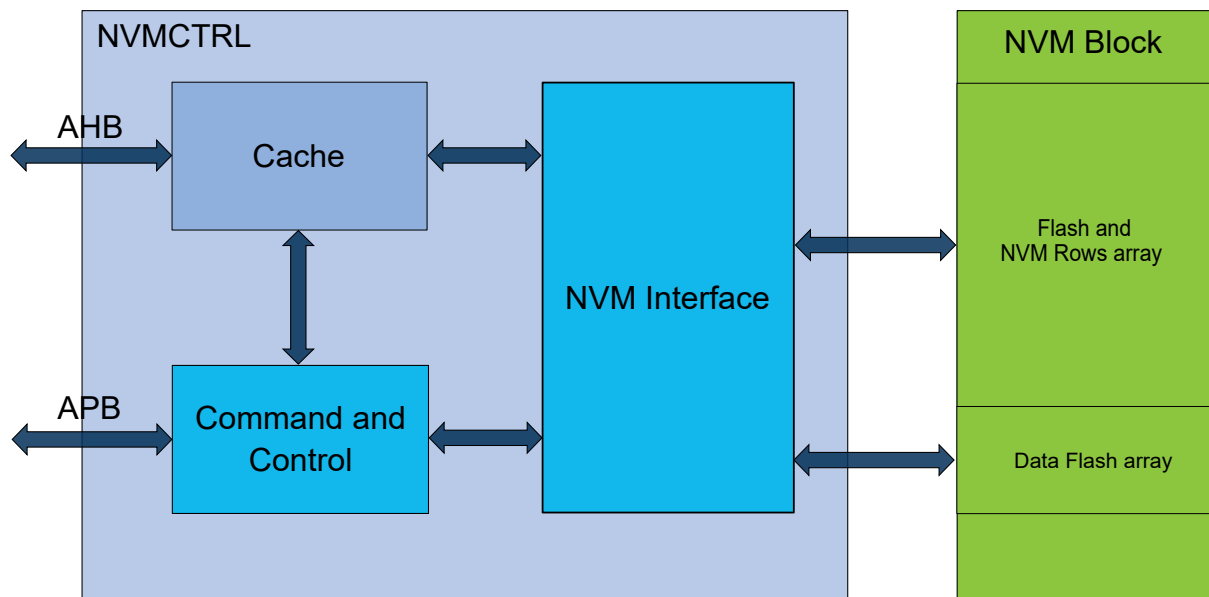 NVMCTRL
NVM Block
AHB
Cache
Flash and
NVM Rows array
NVM Interface
APB
Command and
Control
Data Flash array